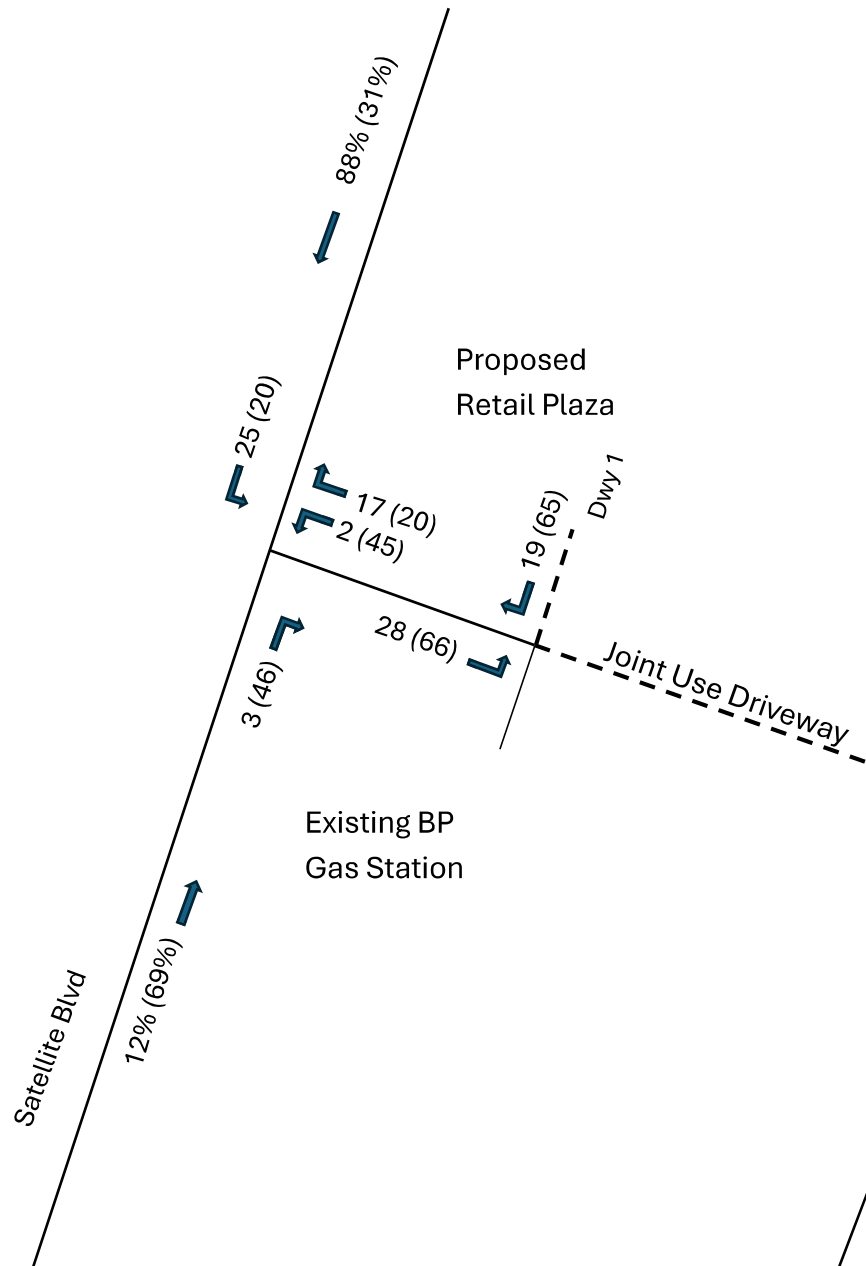 88% (31%)
Proposed
Retail Plaza
25 (20)
Dwy 1
17 (20)
2 (45)
19 (65)
28 (66)
Joint Use Driveway
3 (46)
Existing BP
Gas Station
12% (69%)
Satellite Blvd